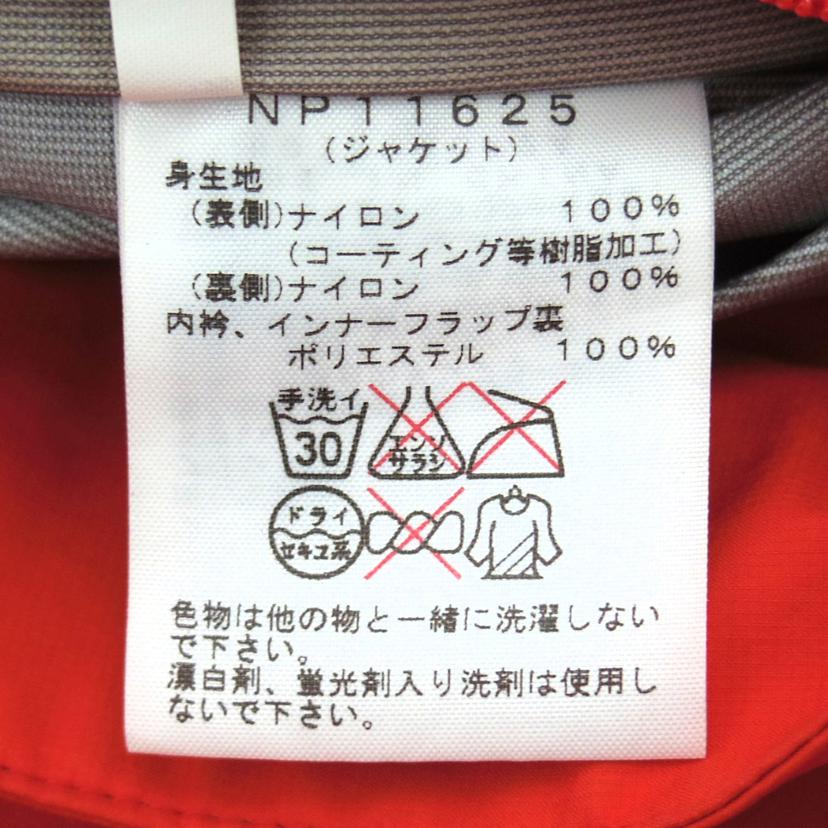 NP11625
(ジャケット)
身生地
(表側)ナイロン 100%
(コーティング等樹脂加工)
(裏側)ナイロン 100%
内衿、インナーフラップ裏
ポリエステル 100%
手洗イ
30
エンソ
サラシ
ドライ
セキユ系
色物は他の物と一緒に洗濯しない
で下さい。
漂白剤、蛍光剤入り洗剤は使用し
ないで下さい。